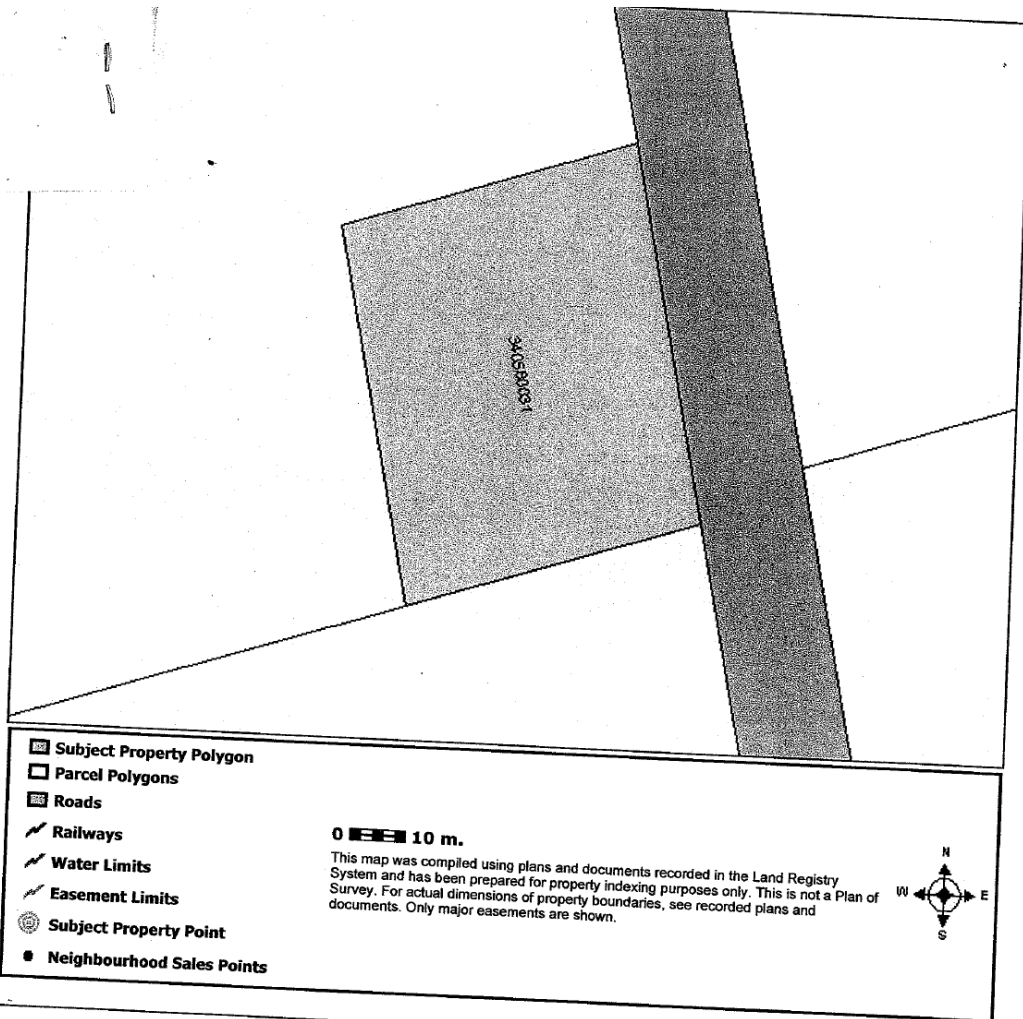 340580031
Subject Property Polygon
Parcel Polygons
Roads
Railways
Water Limits
Easement Limits
Subject Property Point
Neighbourhood Sales Points
0 10 m.
This map was compiled using plans and documents recorded in the Land Registry
System and has been prepared for property indexing purposes only. This is not a Plan of
Survey. For actual dimensions of property boundaries, see recorded plans and
documents. Only major easements are shown.
N
W E
S